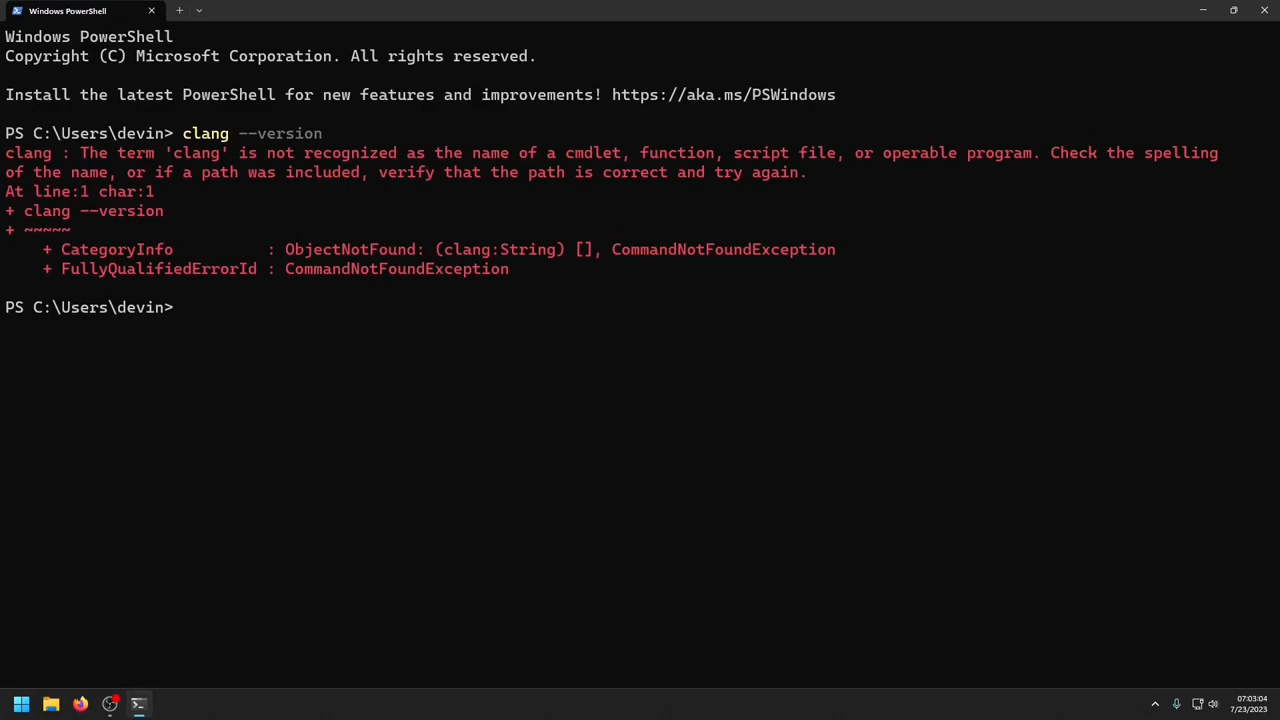 Windows PowerShell
Windows PowerShell
Copyright (C) Microsoft Corporation. All rights reserved.
Install the latest PowerShell for new features and improvements! https://aka.ms/PSWindows
PS C:\Users\devin> clang --version
clang : The term 'clang' is not recognized as the name of a cmdlet, function, script file, or operable program. Check the spelling
of the name, or if a path was included, verify that the path is correct and try again.
At line:1 char:1
+ clang --version
+ ~~~~~
    + CategoryInfo          : ObjectNotFound: (clang:String) [], CommandNotFoundException
    + FullyQualifiedErrorId : CommandNotFoundException
PS C:\Users\devin>
07:03:04
7/23/2023